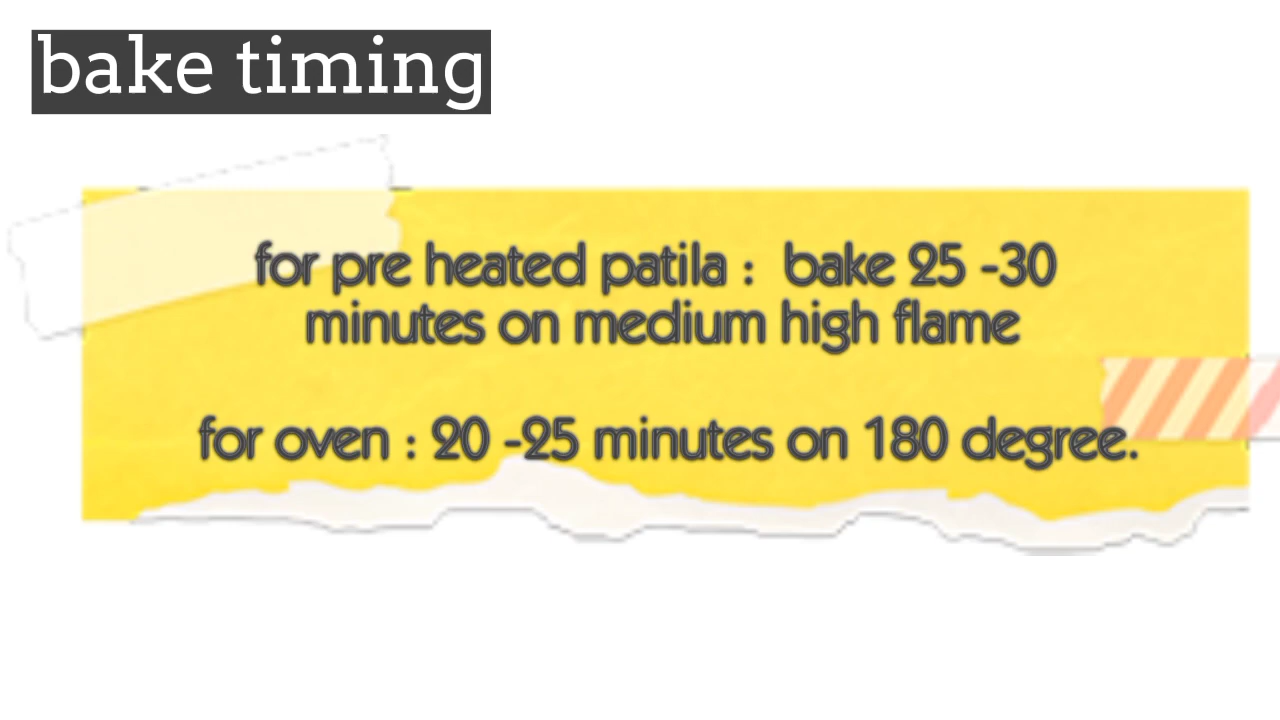 bake timing
for pre heated patila : bake 25 -30
minutes on medium high flame
for oven : 20 -25 minutes on 180 degree.